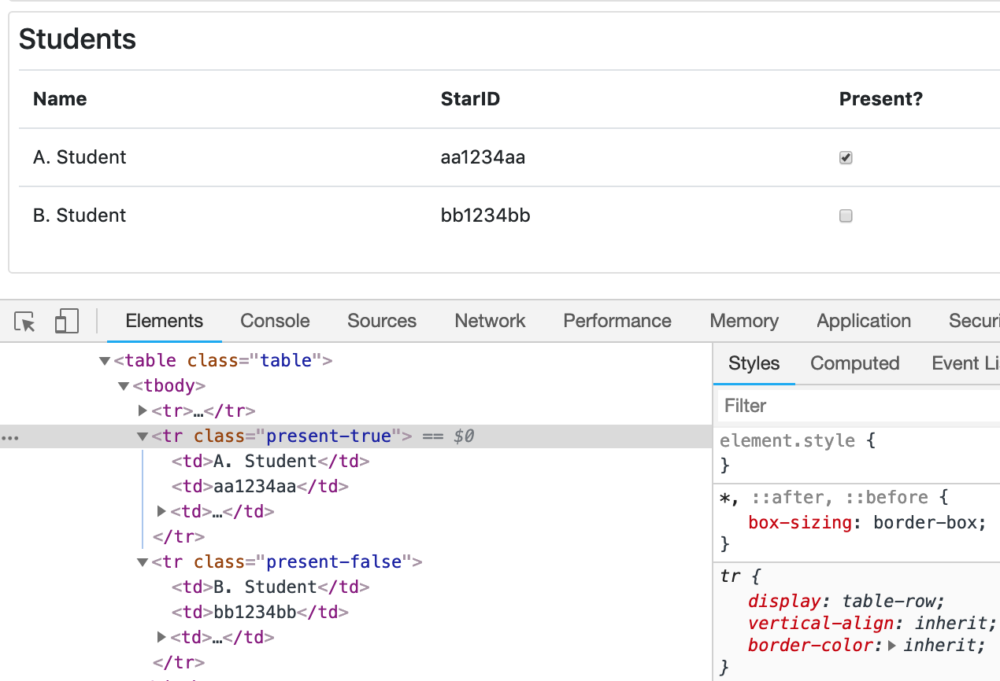 Students
Name StarID Present?
A. Student aa1234aa
B. Student bb1234bb
Elements Console Sources Network Performance Memory Application
<table class="table">
<tbody>
<tr>…</tr>
<tr class="present-true"> == $0
<td>A. Student</td>
<td>aa1234aa</td>
<td>…</td>
</tr>
<tr class="present-false">
<td>B. Student</td>
<td>bb1234bb</td>
<td>…</td>
</tr>
Styles Computed Event
Filter
element.style {
}
*, ::after, ::before {
box-sizing: border-box;
}
tr {
display: table-row;
vertical-align: inherit;
border-color: inherit;
}